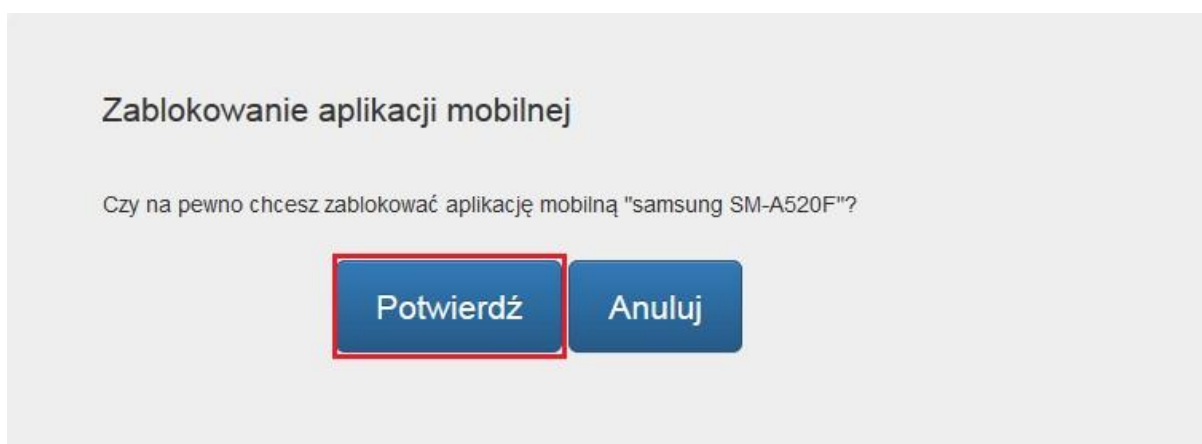 Zablokowanie aplikacji mobilnej
Czy na pewno chcesz zablokować aplikację mobilną "samsung SM-A520F"?
Potwierdź Anuluj